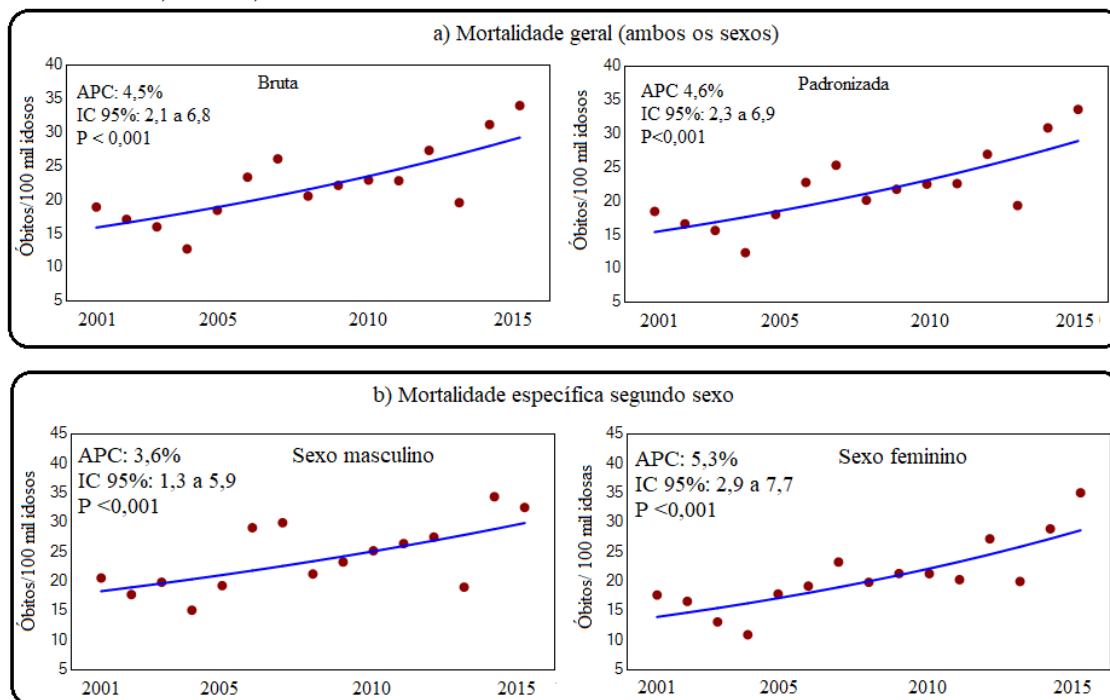 a) Mortalidade geral (ambos os sexos)
Bruta
APC: 4,5%
IC 95%: 2,1 a 6,8
P < 0,001
Óbitos/100 mil idosos
40
35
30
25
20
15
10
5
2001 2005 2010 2015
Padronizada
APC 4,6%
IC 95%: 2,3 a 6,9
P<0,001
40
35
30
25
20
15
10
5
2001 2005 2010 2015
b) Mortalidade específica segundo sexo
Sexo masculino
APC: 3,6%
IC 95%: 1,3 a 5,9
P <0,001
Óbitos/100 mil idosos
45
40
35
30
25
20
15
10
5
2001 2005 2010 2015
Sexo feminino
APC: 5,3%
IC 95%: 2,9 a 7,7
P <0,001
Óbitos/ 100 mil idosas
45
40
35
30
25
20
15
10
5
2001 2005 2010 2015